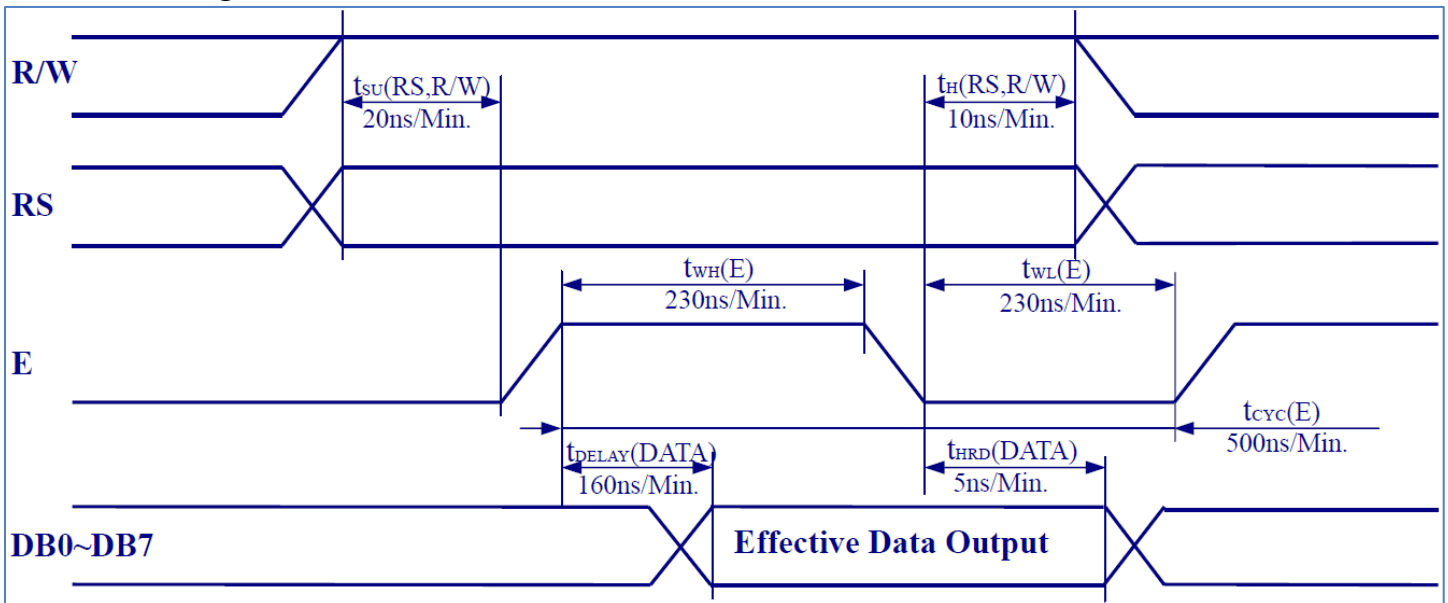 R/W
tSU(RS,R/W)
20ns/Min.
tH(RS,R/W)
10ns/Min.
RS
tWH(E)
230ns/Min.
tWL(E)
230ns/Min.
E
tCYC(E)
500ns/Min.
tDELAY(DATA)
160ns/Min.
tHRD(DATA)
5ns/Min.
DB0~DB7
Effective Data Output